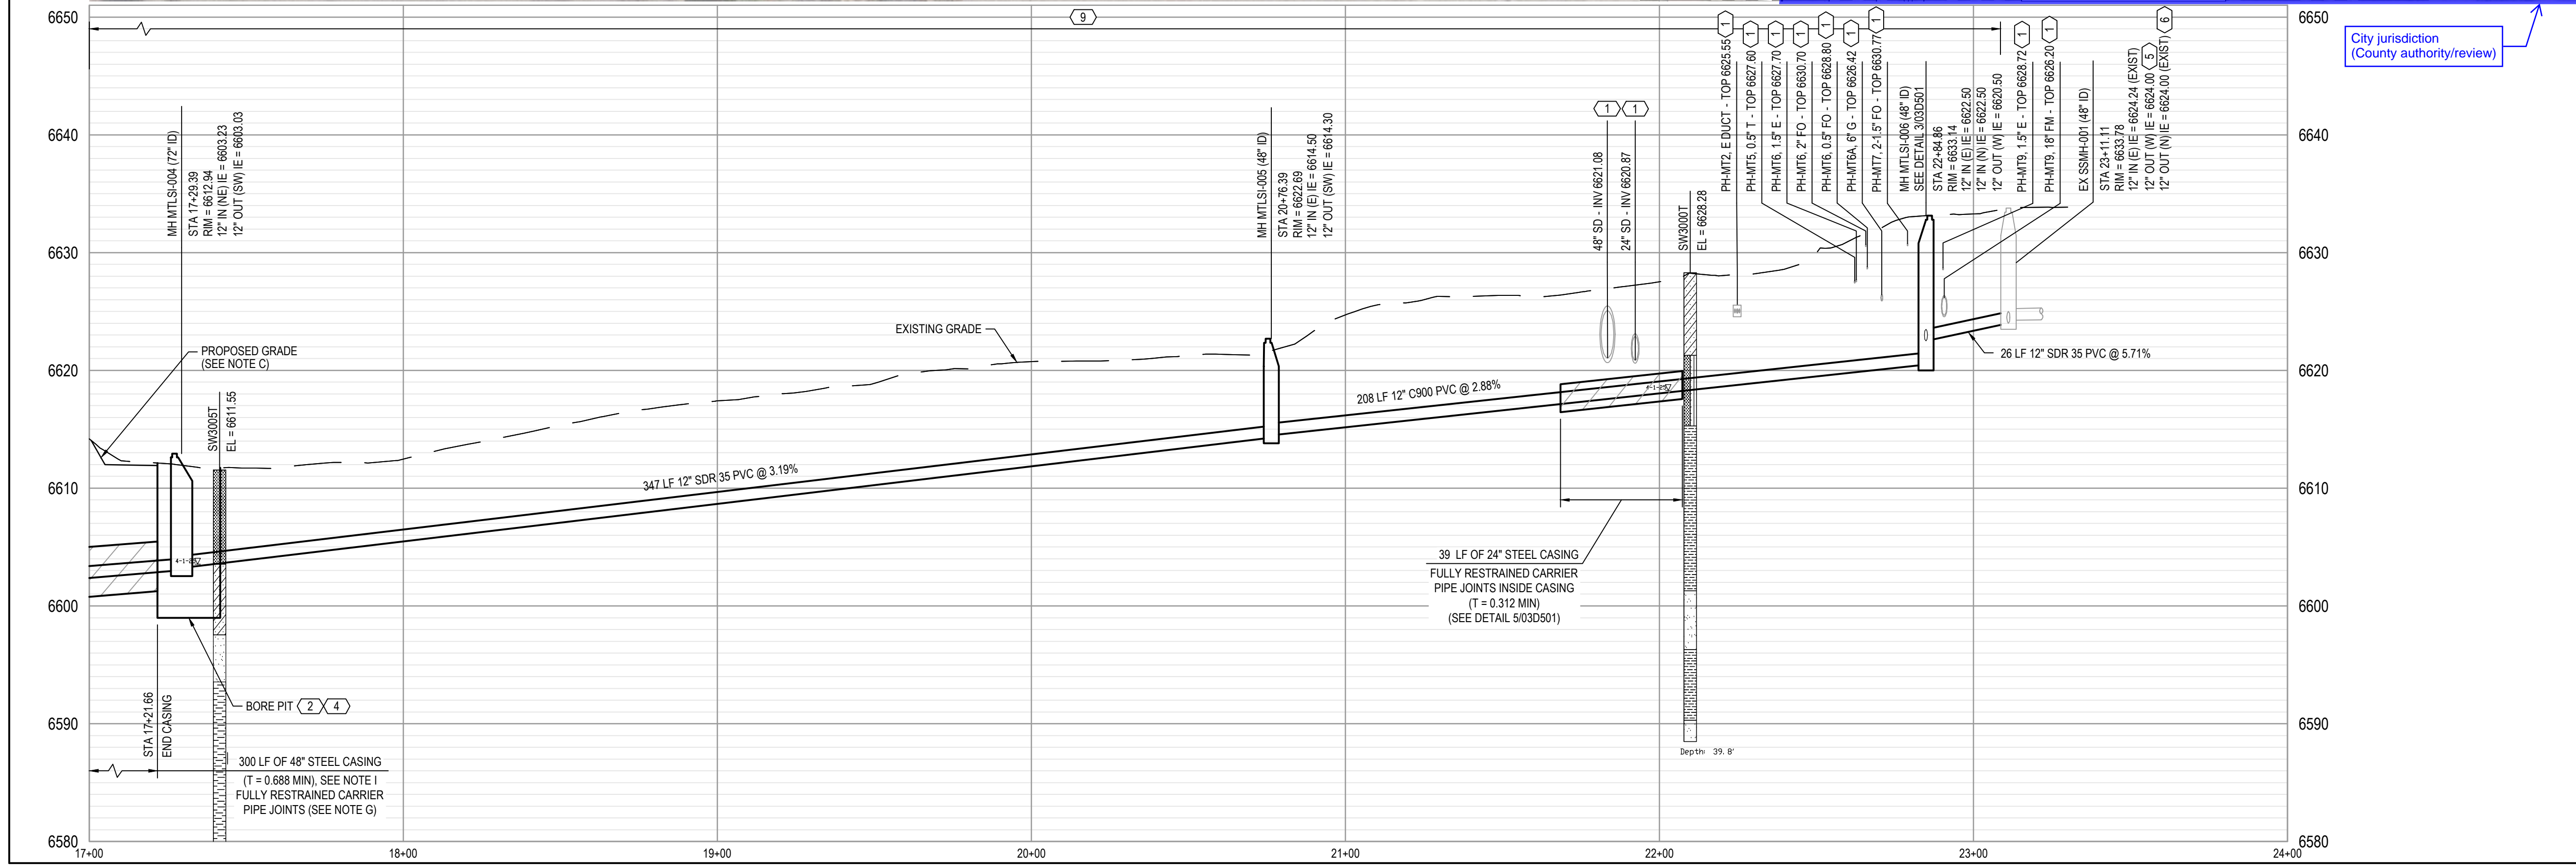 6650
9
6650
City jurisdiction
(County authority/review)
6640
6640
6630
6630
6620
6620
6610
6610
6600
6600
6590
6590
6580
6580
17+00
18+00
19+00
20+00
21+00
22+00
23+00
24+00
MH MTLSI-004 (72" ID)
STA 17+29.39
RIM = 6612.94
12" IN (NE) IE = 6603.23
12" OUT (SW) IE = 6603.03
PROPOSED GRADE
(SEE NOTE C)
SW3005T
EL = 6611.55
4-1-25
BORE PIT 2 4
STA 17+21.66
END CASING
300 LF OF 48" STEEL CASING
(T = 0.688 MIN), SEE NOTE I
FULLY RESTRAINED CARRIER
PIPE JOINTS (SEE NOTE G)
347 LF 12" SDR 35 PVC @ 3.19%
EXISTING GRADE
MH MTLSI-005 (48" ID)
STA 20+76.39
RIM = 6622.69
12" IN (E) IE = 6614.50
12" OUT (SW) IE = 6614.30
208 LF 12" C900 PVC @ 2.88%
39 LF OF 24" STEEL CASING
FULLY RESTRAINED CARRIER
PIPE JOINTS INSIDE CASING
(T = 0.312 MIN)
(SEE DETAIL 5/03D501)
1 1
48" SD - INV 6621.08
24" SD - INV 6620.87
SW3000T
EL = 6628.28
Depth: 39.8'
PH-MT2, E DUCT - TOP 6625.55 1
PH-MT5, 0.5" T - TOP 6627.60 1
PH-MT6, 1.5" E - TOP 6627.70 1
PH-MT6, 2" FO - TOP 6630.70 1
PH-MT6, 0.5" FO - TOP 6628.80 1
PH-MT6A, 6" G - TOP 6626.42 1
PH-MT7, 2-1.5" FO - TOP 6630.77 1
MH MTLSI-006 (48" ID)
SEE DETAIL 3/03D501
STA 22+84.86
RIM = 6633.14
12" IN (E) IE = 6622.50
12" IN (N) IE = 6622.50
12" OUT (W) IE = 6620.50
PH-MT9, 1.5" E - TOP 6628.72 1
PH-MT9, 18" FM - TOP 6626.20 1
EX SSMH-001 (48" ID)
STA 23+11.11
RIM = 6633.78
12" IN (E) IE = 6624.24 (EXIST)
12" OUT (W) IE = 6624.00 5
12" OUT (N) IE = 6624.00 (EXIST) 6
26 LF 12" SDR 35 PVC @ 5.71%